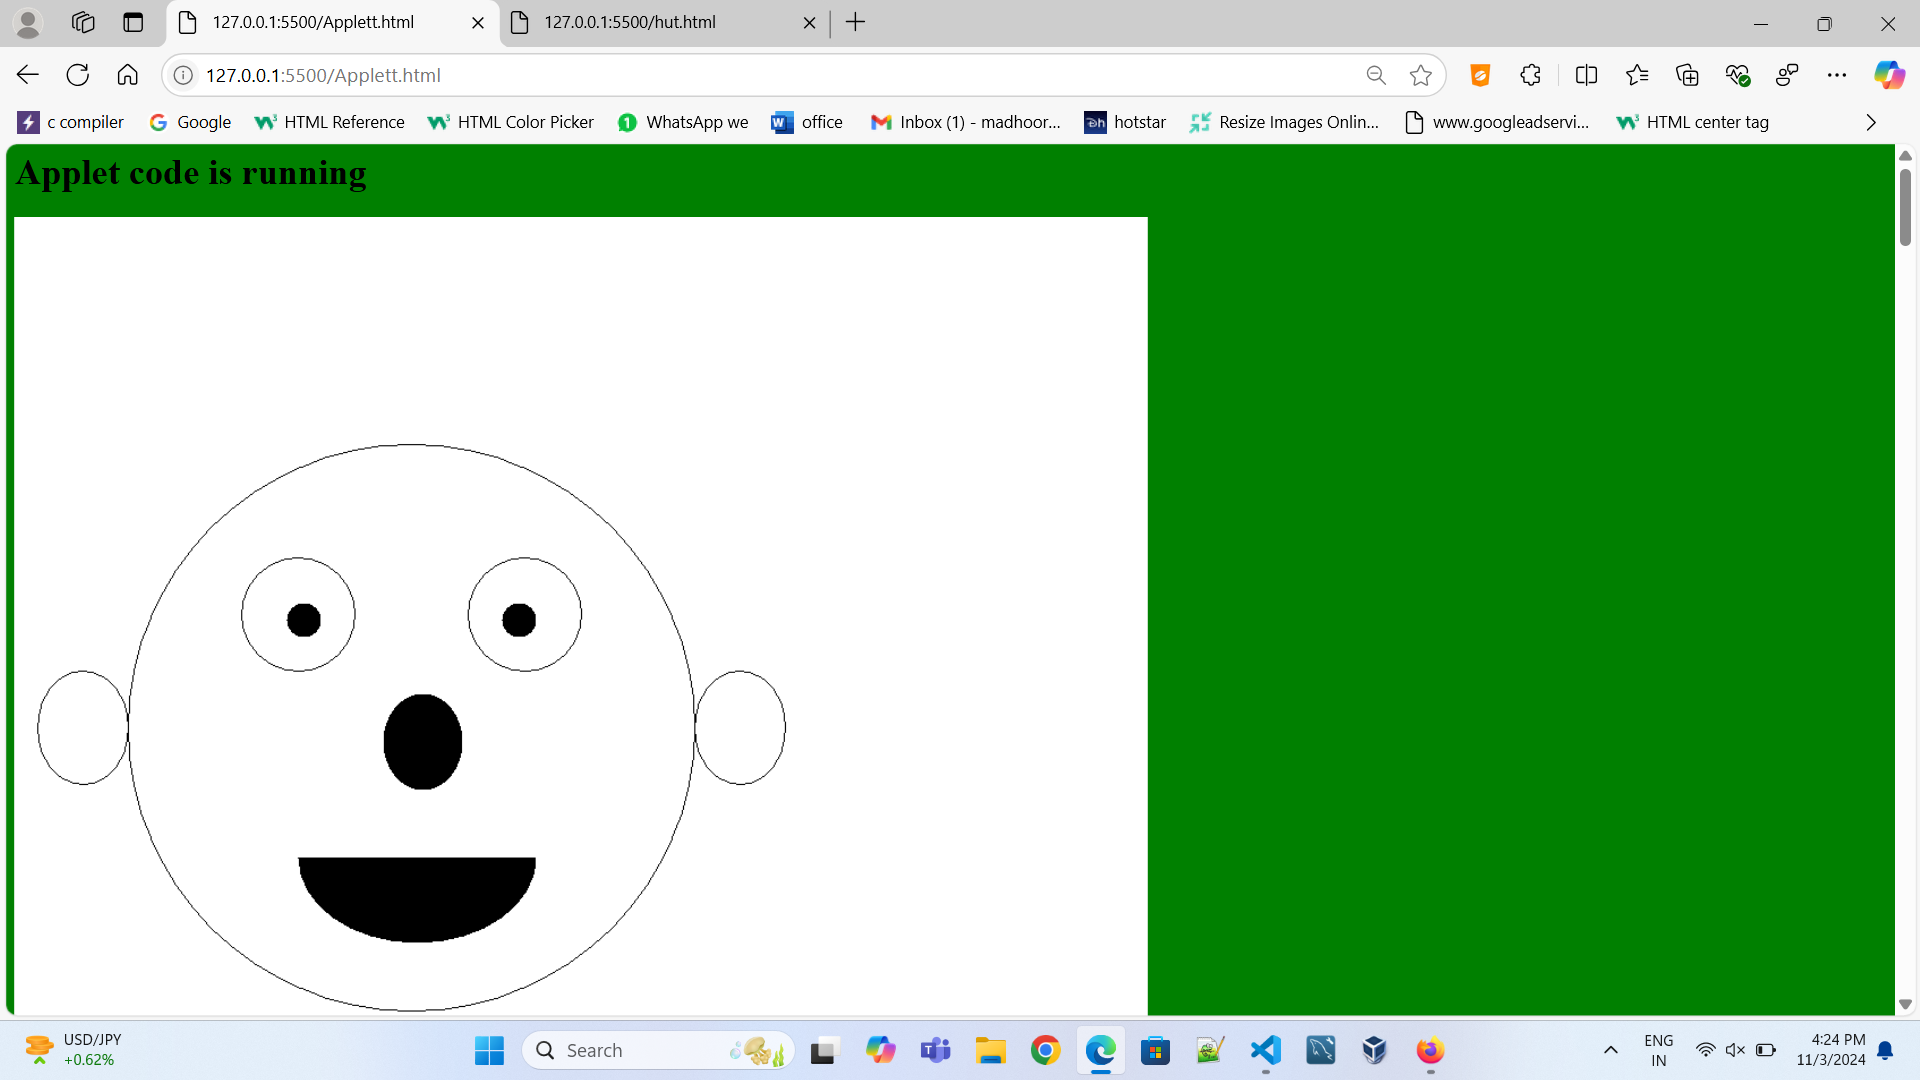 127.0.0.1:5500/Applett.html
127.0.0.1:5500/hut.html
127.0.0.1:5500/Applett.html
c compiler
Google
HTML Reference
HTML Color Picker
1
WhatsApp we
W
office
Inbox (1) - madhoor...
Dh
hotstar
Resize Images Onlin...
www.googleadservi...
HTML center tag
Applet code is running
USD/JPY
+0.62%
Search
ENG
IN
4:24 PM
11/3/2024